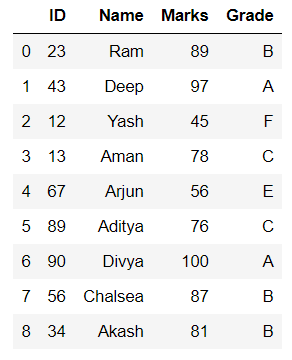 ID Name Marks Grade
0 23 Ram 89 B
1 43 Deep 97 A
2 12 Yash 45 F
3 13 Aman 78 C
4 67 Arjun 56 E
5 89 Aditya 76 C
6 90 Divya 100 A
7 56 Chalsea 87 B
8 34 Akash 81 B